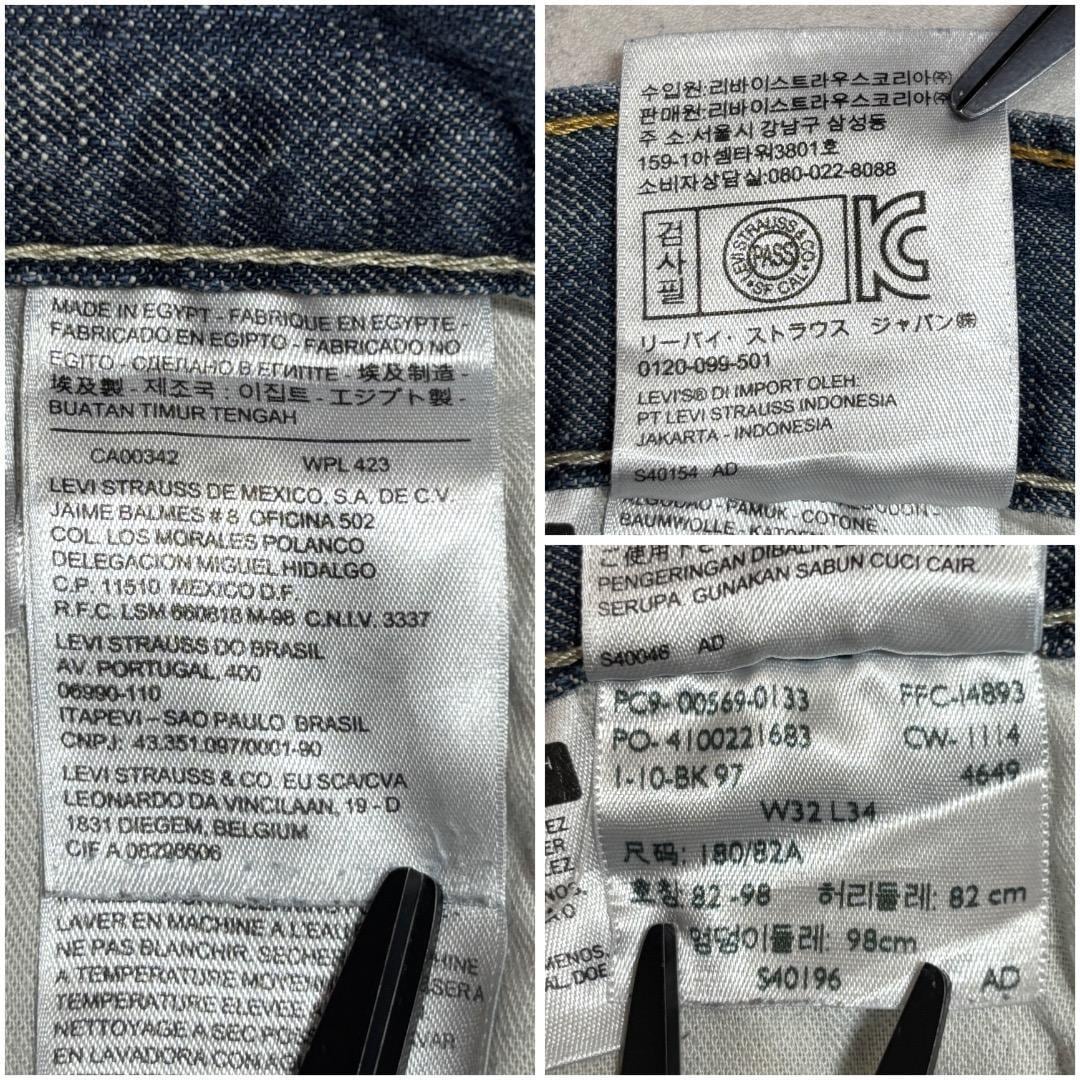 MADE IN EGYPT - FABRIQUE EN EGYPTE -
FABRICADO EN EGIPTO - FABRICADO NO
EGITO - СДЕЛАНО В ЕГИПТЕ - 埃及制造 -
埃及製 - 제조국 : 이집트 - エジプト製 -
BUATAN TIMUR TENGAH
CA00342 WPL 423
LEVI STRAUSS DE MEXICO, S.A. DE C.V.
JAIME BALMES # 8 OFICINA 502
COL. LOS MORALES POLANCO
DELEGACION MIGUEL HIDALGO
C.P. 11510 MEXICO D.F.
R.F.C. LSM 660818 M-98 C.N.I.V. 3337
LEVI STRAUSS DO BRASIL
AV. PORTUGAL, 400
06990-110
ITAPEVI – SAO PAULO BRASIL
CNPJ: 43.351.097/0001-90
LEVI STRAUSS & CO. EU SCA/CVA
LEONARDO DA VINCILAAN, 19 - D
1831 DIEGEM, BELGIUM
CIF A 08298606
LAVER EN MACHINE A L'EAU
NE PAS BLANCHIR, SECHER
A TEMPERATURE
TEMPERATURE ELEVEE
NETTOYAGE A SEC
EN LAVADORA CON
수입원:리바이스트라우스코리아㈜
판매원:리바이스트라우스코리아㈜
주 소:서울시 강남구 삼성동
159-1아셈타워3801호
소비자상담실:080-022-8088
검사필
LEVI STRAUSS & CO.
PASS
SF CAL.
KC
リーバイ・ストラウス ジャパン㈱
0120-099-501
LEVI'S® DI IMPORT OLEH:
PT LEVI STRAUSS INDONESIA
JAKARTA - INDONESIA
S40154 AD
PAMUK - COTONE -
BAUMWOLLE -
PENGERINGAN
SERUPA GUNAKAN SABUN CUCI CAIR
S40046 AD
PC9-00569-0133 FFC-14893
PO-4100221683 CW-1114
1-10-BK 97 4649
W32 L34
尺码: 180/82A
호칭: 82 -98 허리둘레: 82 cm
엉덩이둘레: 98cm
S40196 AD